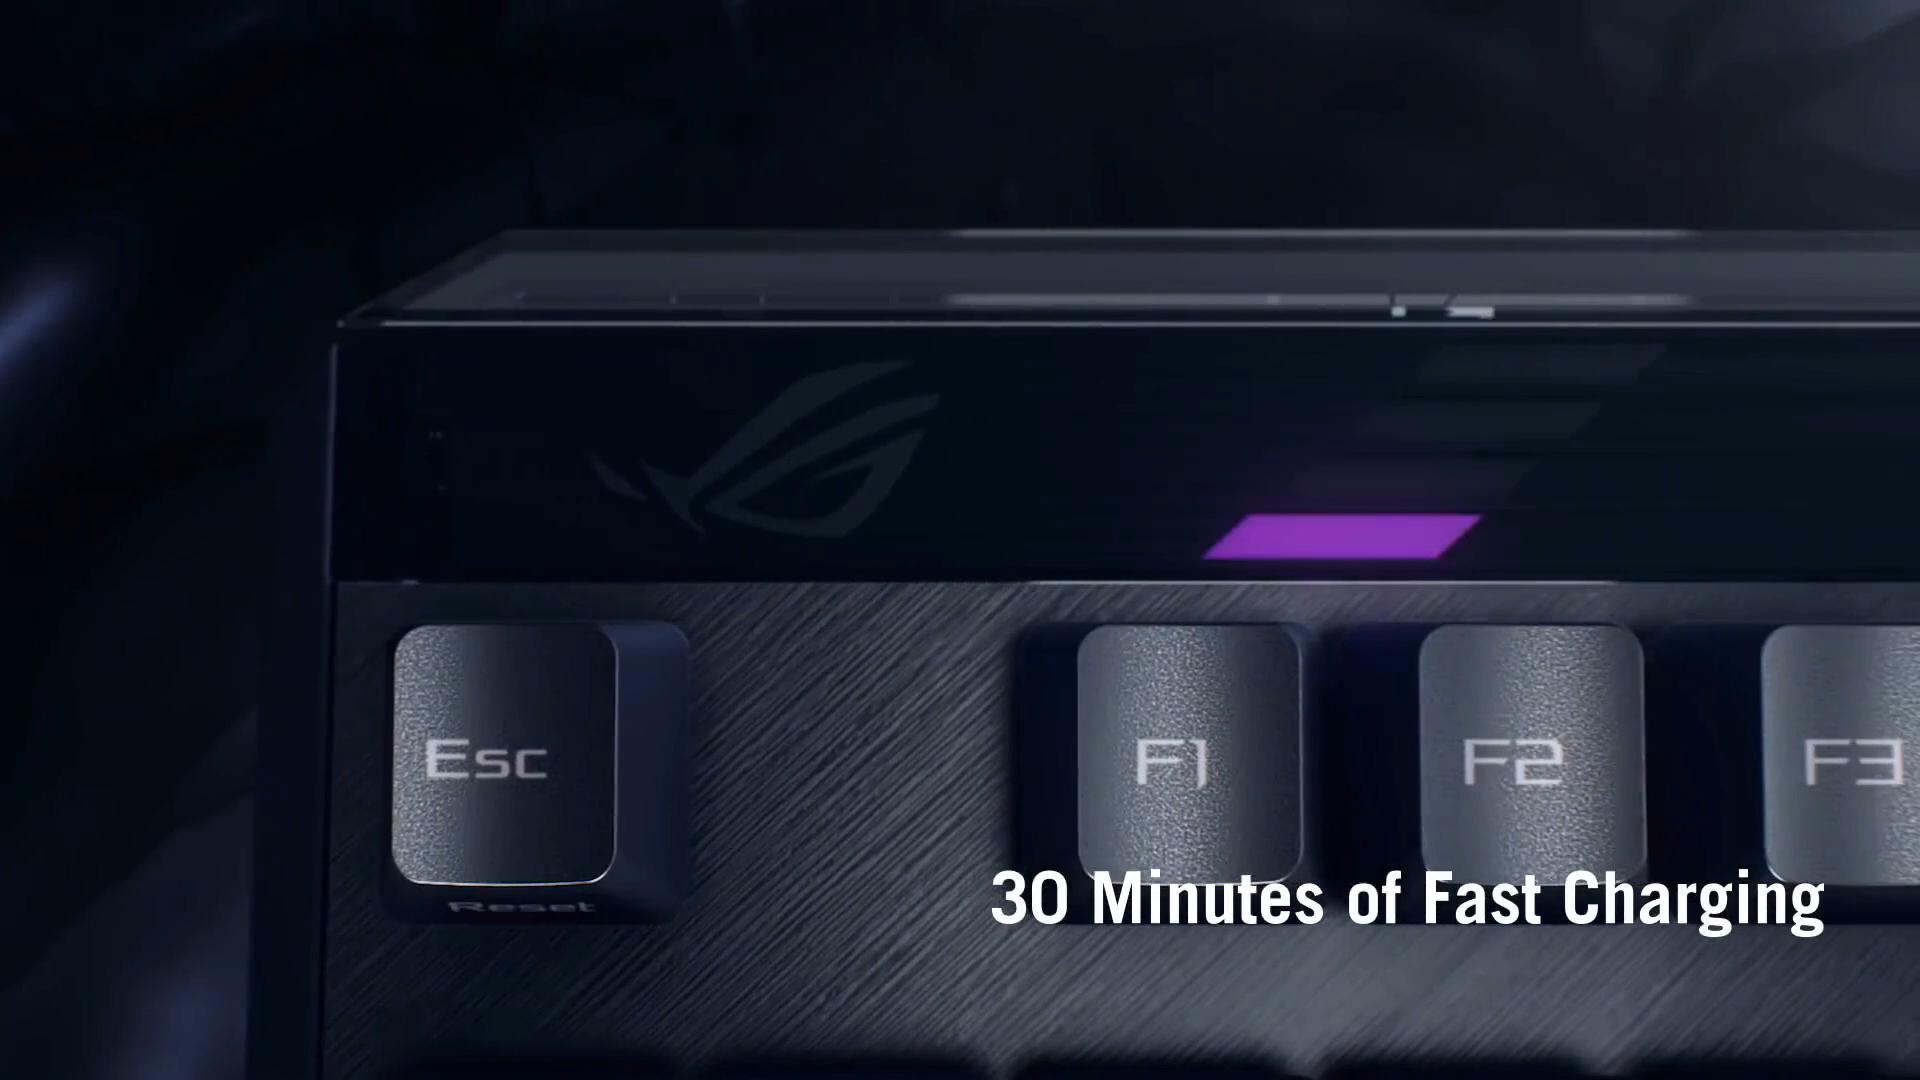 Esc
F1
F2
F3
Reset
30 Minutes of Fast Charging